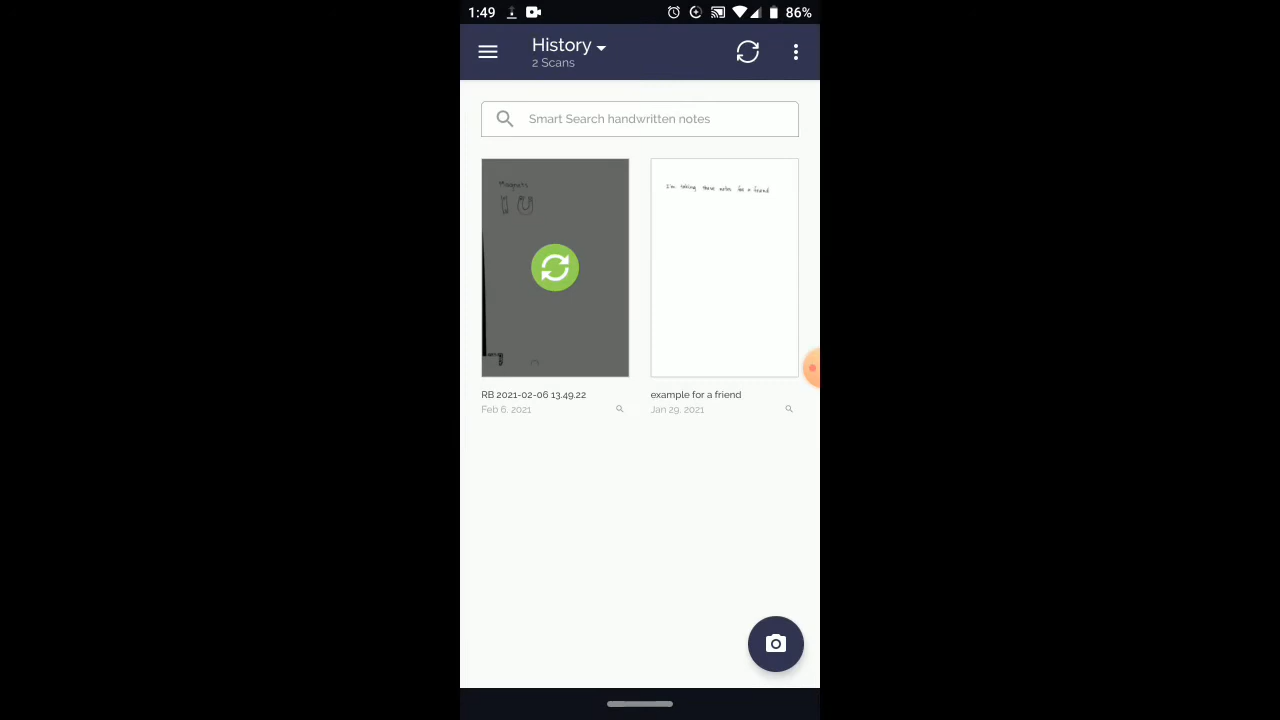 1:49 86%
History
2 Scans
Smart Search handwritten notes
Magnets
I'm taking these notes for a friend
RB 2021-02-06 13.49.22
Feb 6, 2021
example for a friend
Jan 29, 2021